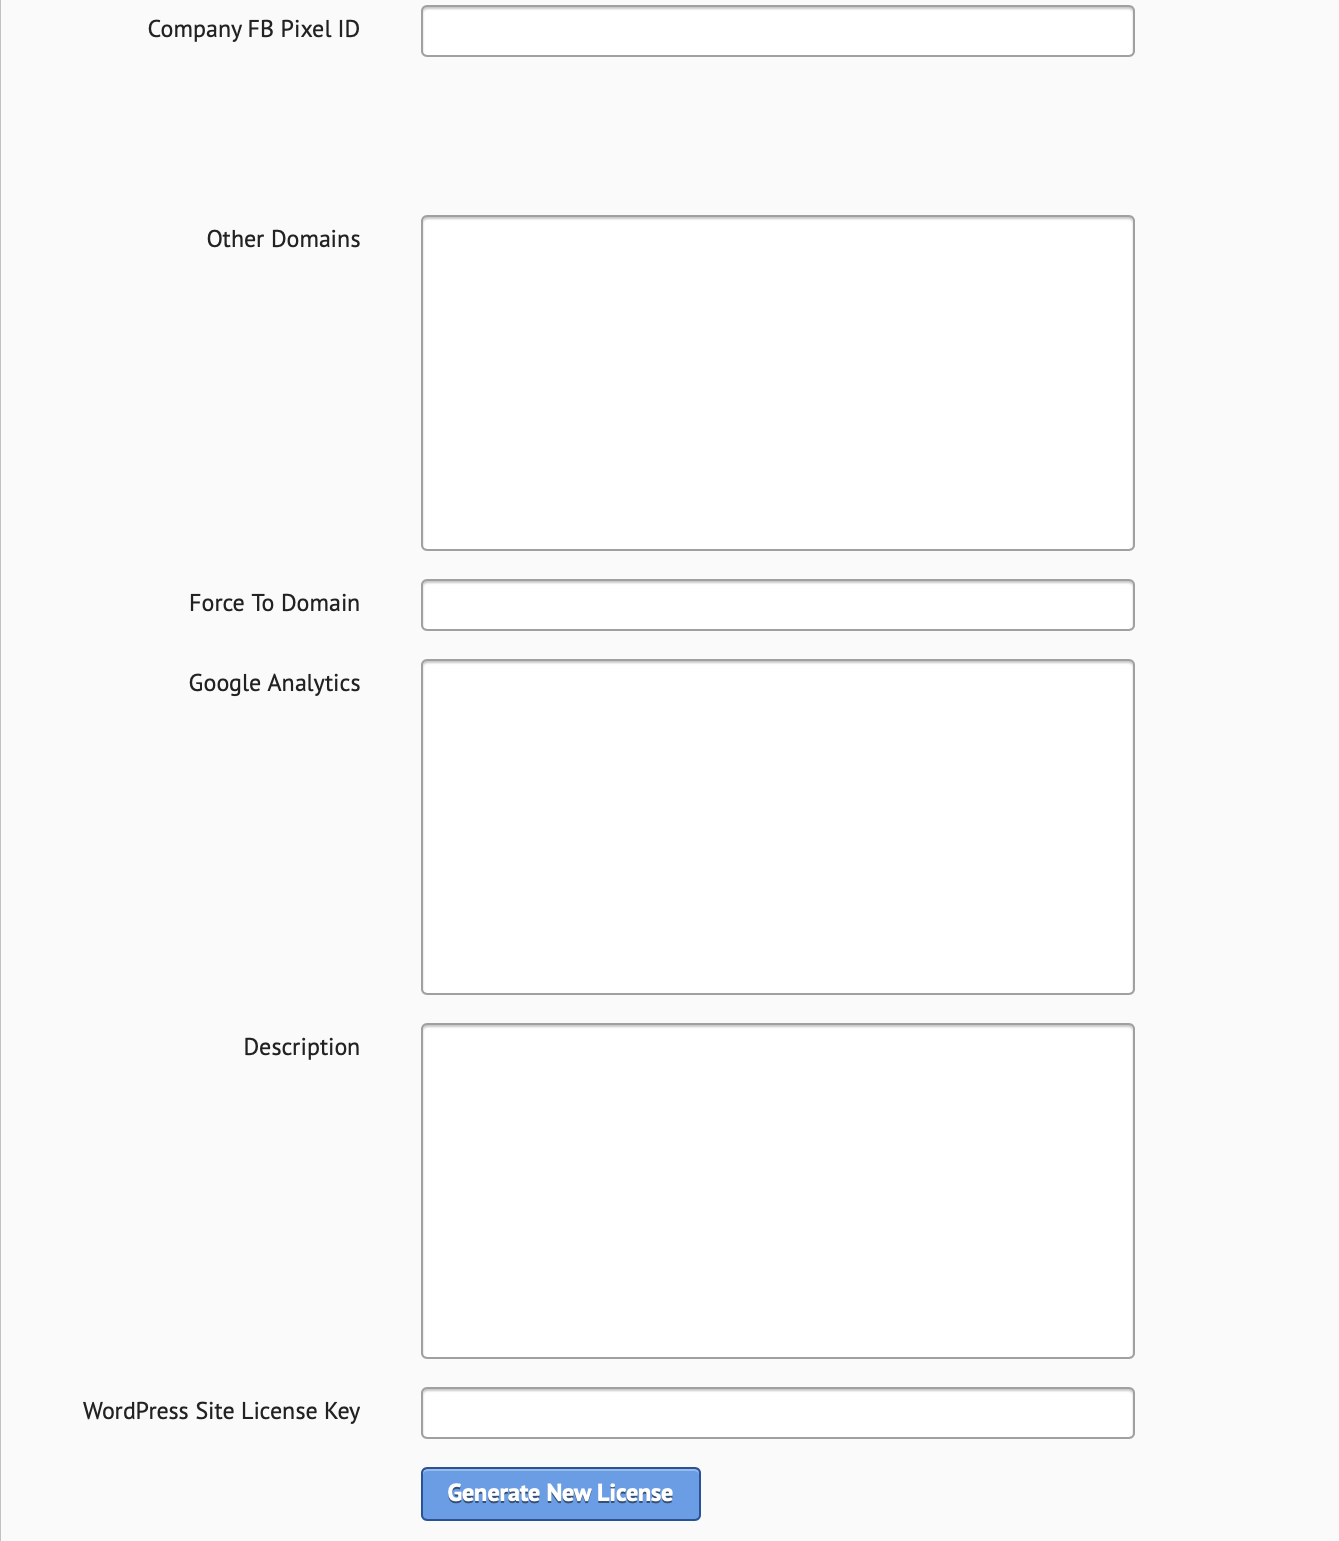 Company FB Pixel ID
Other Domains
Force To Domain
Google Analytics
Description
WordPress Site License Key
Generate New License